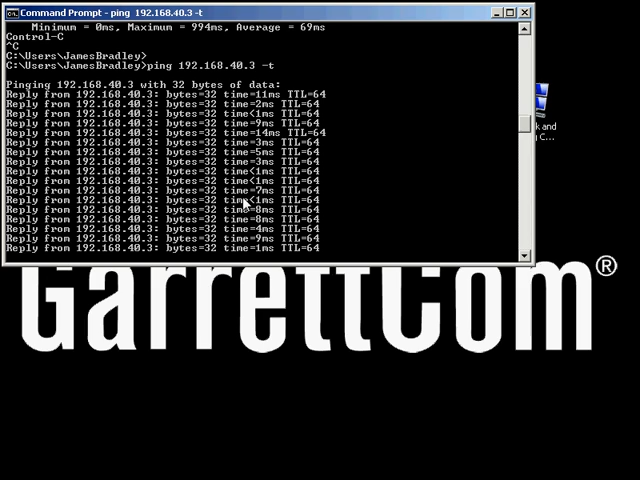 Command Prompt - ping 192.168.40.3 -t
Minimum = 0ms, Maximum = 994ms, Average = 69ms
Control-C
^C
C:\Users\JamesBradley>
C:\Users\JamesBradley>ping 192.168.40.3 -t
Pinging 192.168.40.3 with 32 bytes of data:
Reply from 192.168.40.3: bytes=32 time=11ms TTL=64
Reply from 192.168.40.3: bytes=32 time=2ms TTL=64
Reply from 192.168.40.3: bytes=32 time<1ms TTL=64
Reply from 192.168.40.3: bytes=32 time=9ms TTL=64
Reply from 192.168.40.3: bytes=32 time=14ms TTL=64
Reply from 192.168.40.3: bytes=32 time=3ms TTL=64
Reply from 192.168.40.3: bytes=32 time=5ms TTL=64
Reply from 192.168.40.3: bytes=32 time=3ms TTL=64
Reply from 192.168.40.3: bytes=32 time<1ms TTL=64
Reply from 192.168.40.3: bytes=32 time<1ms TTL=64
Reply from 192.168.40.3: bytes=32 time=7ms TTL=64
Reply from 192.168.40.3: bytes=32 time<1ms TTL=64
Reply from 192.168.40.3: bytes=32 time=8ms TTL=64
Reply from 192.168.40.3: bytes=32 time=8ms TTL=64
Reply from 192.168.40.3: bytes=32 time=4ms TTL=64
Reply from 192.168.40.3: bytes=32 time=9ms TTL=64
Reply from 192.168.40.3: bytes=32 time=1ms TTL=64
and
C...
GarrettCom®